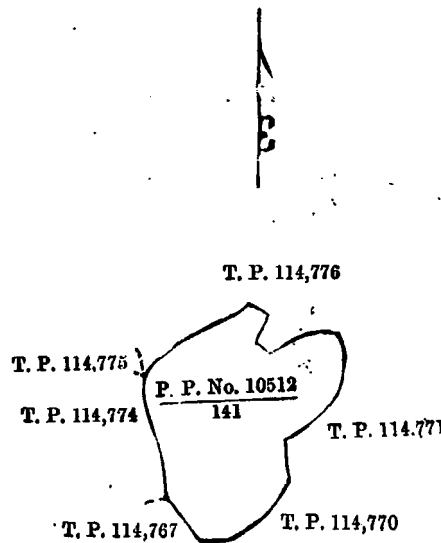 T. P. 114,776
T. P. 114,775
P. P. No. 10512
141
T. P. 114,774
T. P. 114.771
T. P. 114,767
T. P. 114,770